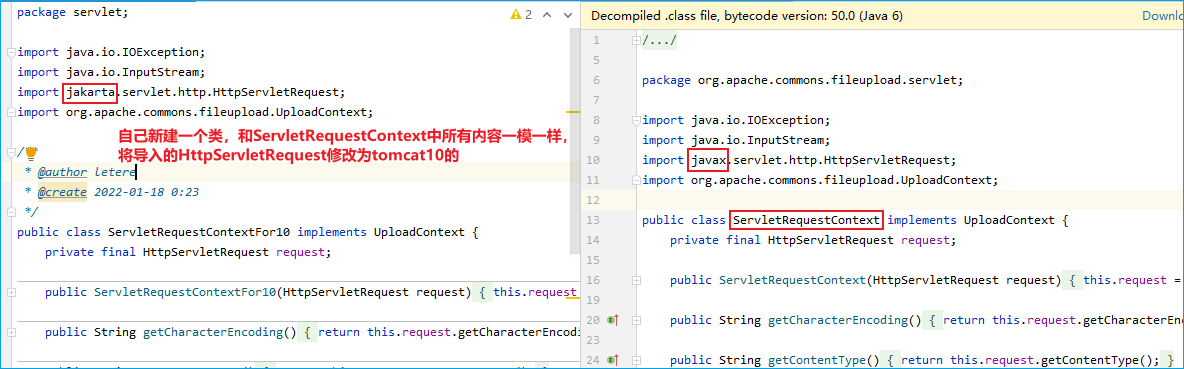 package servlet;
2
import java.io.IOException;
import java.io.InputStream;
import jakarta.servlet.http.HttpServletRequest;
import org.apache.commons.fileupload.UploadContext;
自己新建一个类，和ServletRequestContext中所有内容一模一样，
将导入的HttpServletRequest修改为tomcat10的
/**
* @author letere
* @create 2022-01-18 0:23
*/
public class ServletRequestContextFor10 implements UploadContext {
private final HttpServletRequest request;
public ServletRequestContextFor10(HttpServletRequest request) { this.request
public String getCharacterEncoding() { return this.request.getCharacterEncodi
Decompiled .class file, bytecode version: 50.0 (Java 6)
Downlo
1 /.../
5
6 package org.apache.commons.fileupload.servlet;
7
8 import java.io.IOException;
9 import java.io.InputStream;
10 import javax.servlet.http.HttpServletRequest;
11 import org.apache.commons.fileupload.UploadContext;
12
13 public class ServletRequestContext implements UploadContext {
14 private final HttpServletRequest request;
15
16 public ServletRequestContext(HttpServletRequest request) { this.request =
19
20 public String getCharacterEncoding() { return this.request.getCharacterEnc
23
24 public String getContentType() { return this.request.getContentType(); }